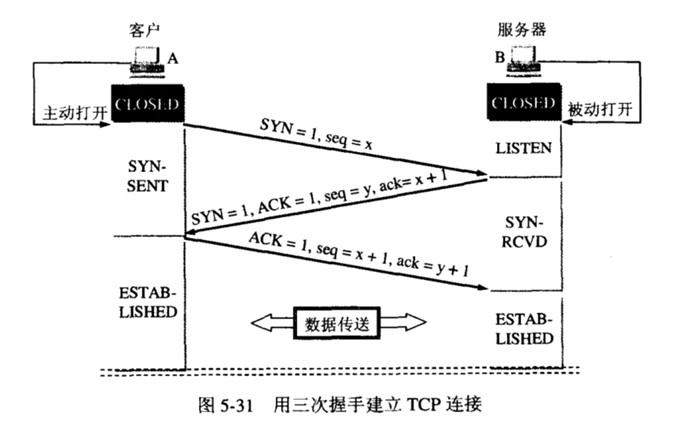 客户
服务器
A
B
CLOSED
CLOSED
主动打开
被动打开
SYN = 1, seq = x
LISTEN
SYN-
SENT
SYN = 1, ACK = 1, seq = y, ack= x + 1
SYN-
RCVD
ACK = 1, seq = x + 1, ack = y + 1
ESTAB-
LISHED
数据传送
ESTAB-
LISHED
图 5-31 用三次握手建立 TCP 连接